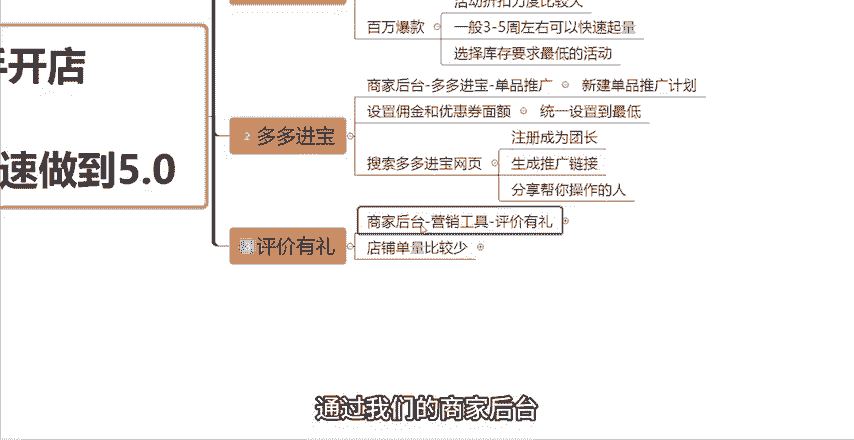 活动折扣力度比较大
百万爆款
一般3-5周左右可以快速起量
选择库存要求最低的活动
手开店
速做到5.0
2 多多进宝
商家后台-多多进宝-单品推广
新建单品推广计划
设置佣金和优惠券面额
统一设置到最低
搜索多多进宝网页
注册成为团长
生成推广链接
分享帮你操作的人
评价有礼
商家后台-营销工具-评价有礼
店铺单量比较少
通过我们的商家后台